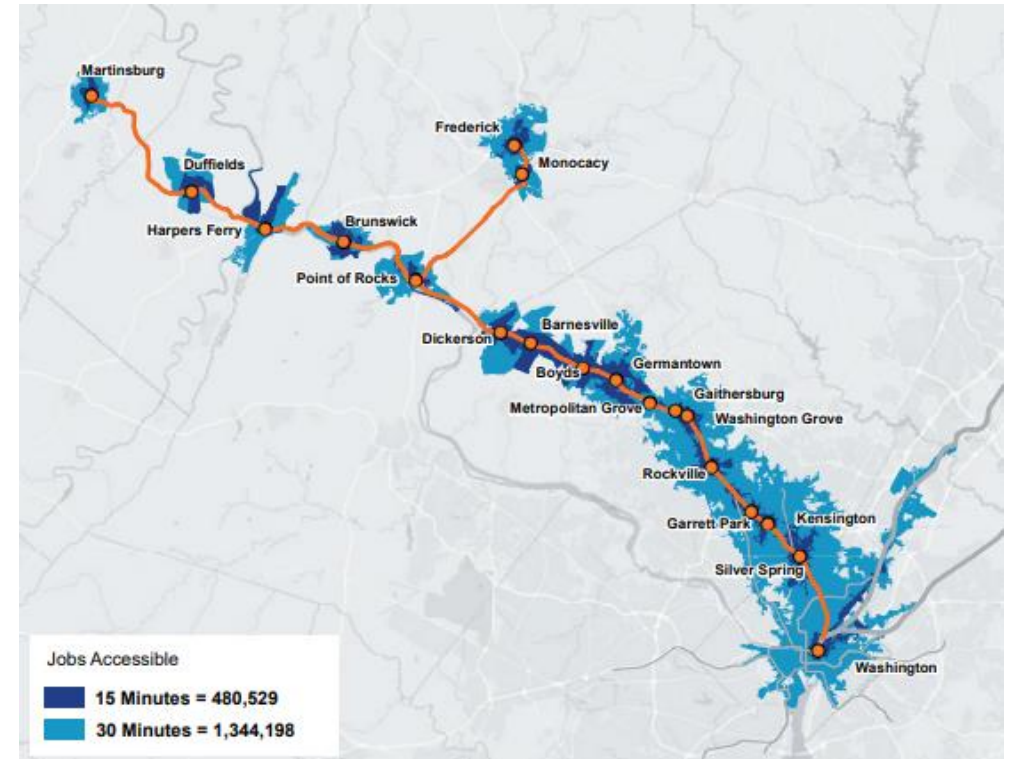 Martinsburg
Frederick
Monocacy
Duffields
Harpers Ferry
Brunswick
Point of Rocks
Dickerson
Barnesville
Boyds
Germantown
Metropolitan Grove
Gaithersburg
Washington Grove
Rockville
Garrett Park
Kensington
Silver Spring
Washington
Jobs Accessible
15 Minutes = 480,529
30 Minutes = 1,344,198